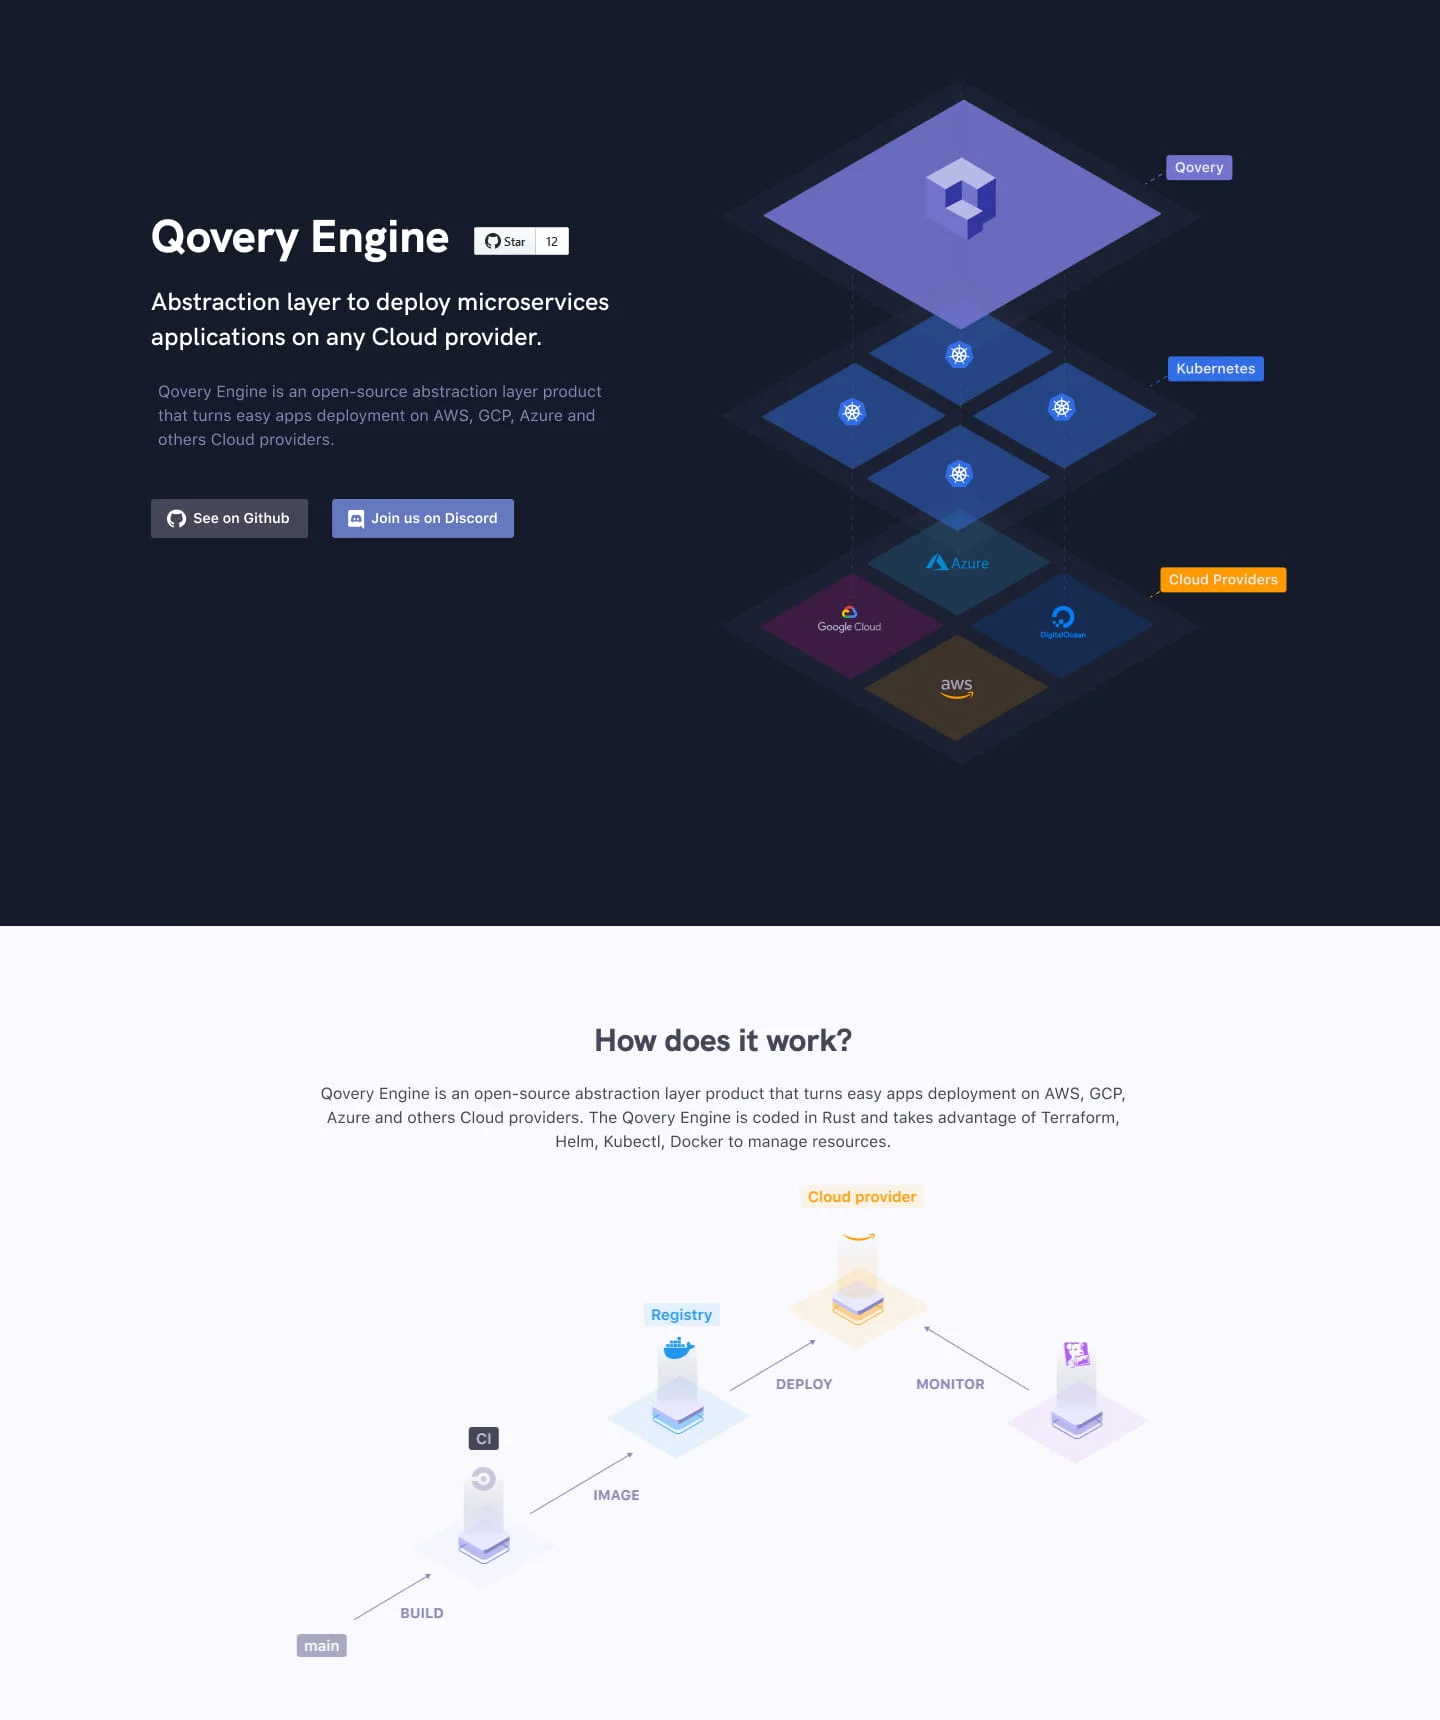 Qovery Engine
Star 12
Abstraction layer to deploy microservices
applications on any Cloud provider.
Qovery Engine is an open-source abstraction layer product
that turns easy apps deployment on AWS, GCP, Azure and
others Cloud providers.
See on Github
Join us on Discord
Qovery
Kubernetes
Cloud Providers
Azure
Google Cloud
DigitalOcean
aws
How does it work?
Qovery Engine is an open-source abstraction layer product that turns easy apps deployment on AWS, GCP,
Azure and others Cloud providers. The Qovery Engine is coded in Rust and takes advantage of Terraform,
Helm, Kubectl, Docker to manage resources.
Cloud provider
Registry
DEPLOY
MONITOR
CI
IMAGE
BUILD
main